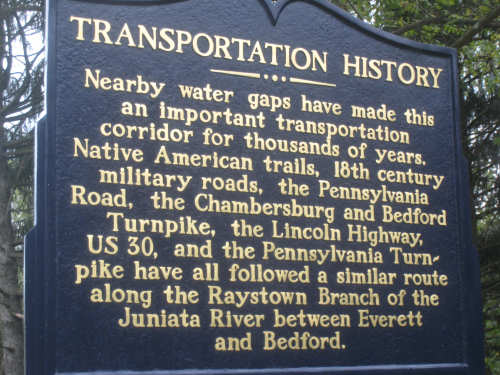 TRANSPORTATION HISTORY
Nearby water gaps have made this
an important transportation
corridor for thousands of years.
Native American trails, 18th century
military roads, the Pennsylvania
Road, the Chambersburg and Bedford
Turnpike, the Lincoln Highway,
US 30, and the Pennsylvania Turn-
pike have all followed a similar route
along the Raystown Branch of the
Juniata River between Everett
and Bedford.